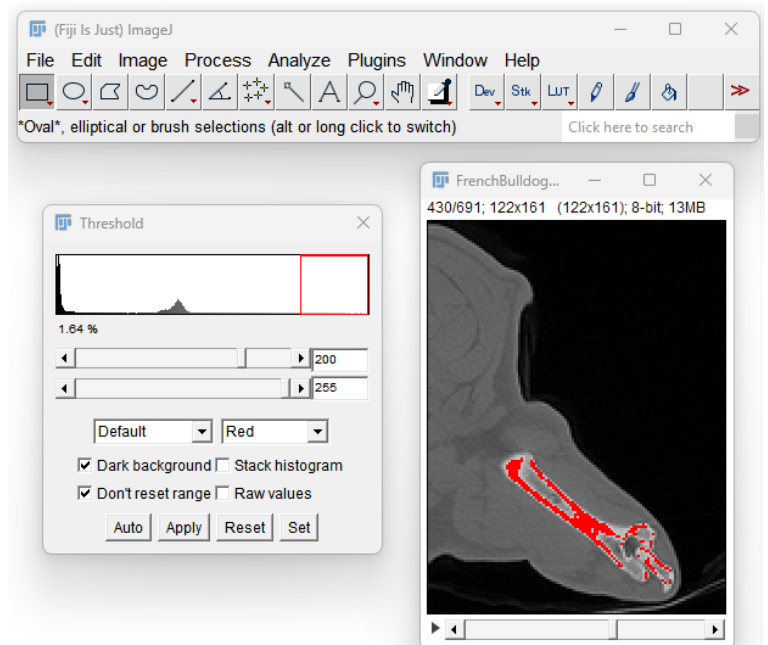 (Fiji Is Just) ImageJ
File Edit Image Process Analyze Plugins Window Help
Dev Stk LUT
*Oval*, elliptical or brush selections (alt or long click to switch)
Click here to search
FrenchBulldog...
430/691; 122x161 (122x161); 8-bit; 13MB
Threshold
1.64 %
200
255
Default Red
Dark background Stack histogram
Don't reset range Raw values
Auto Apply Reset Set